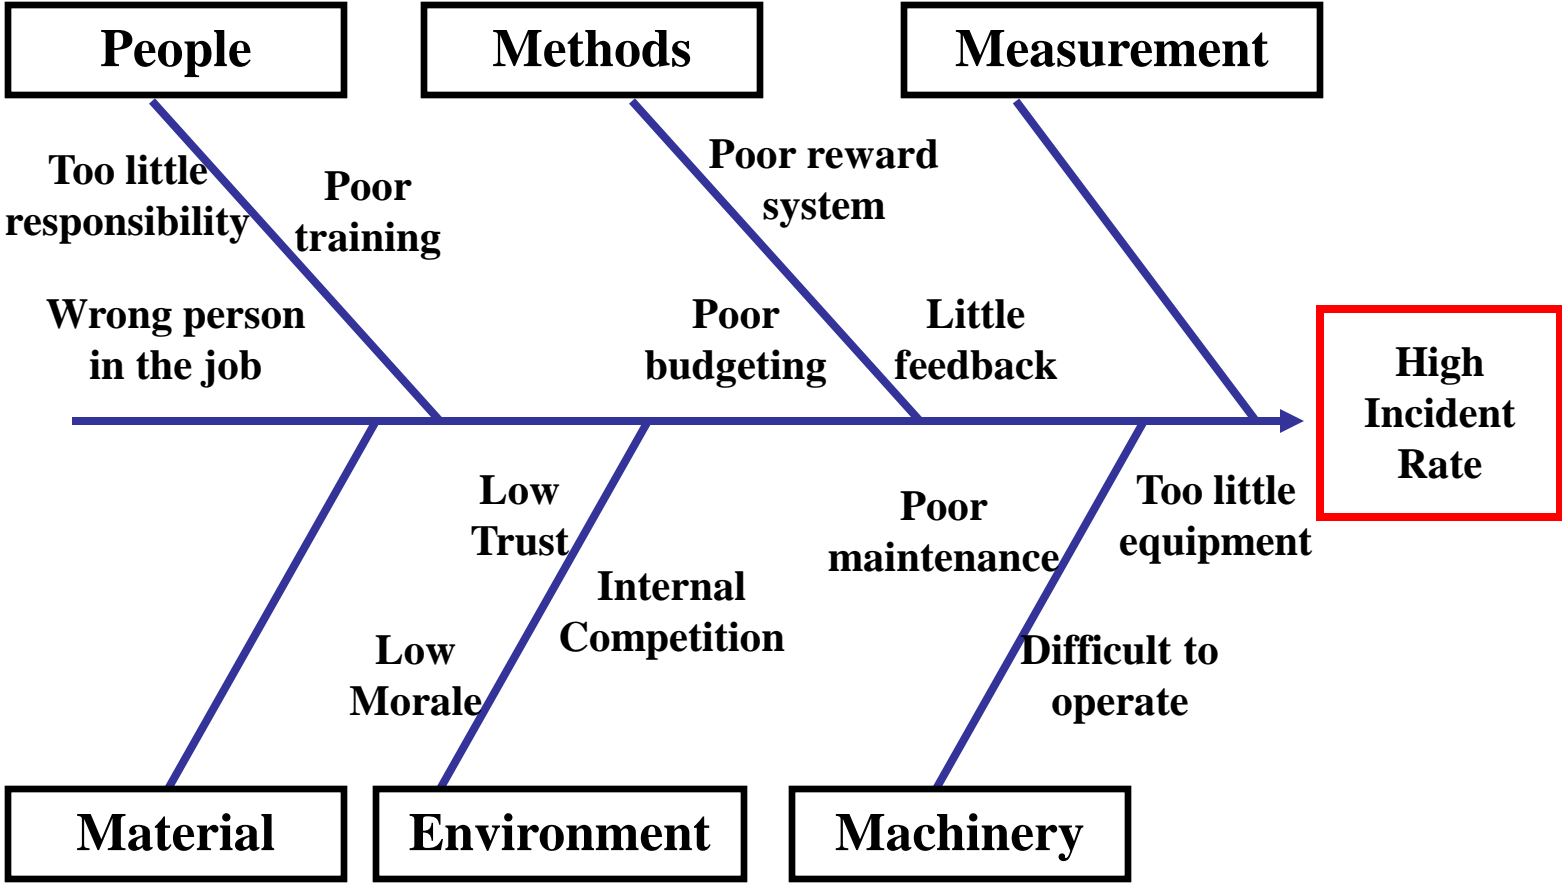 People
Methods
Measurement
Too little
responsibility
Poor
training
Poor reward
system
Wrong person
in the job
Poor
budgeting
Little
feedback
High
Incident
Rate
Low
Trust
Poor
maintenance
Too little
equipment
Internal
Competition
Low
Morale
Difficult to
operate
Material
Environment
Machinery